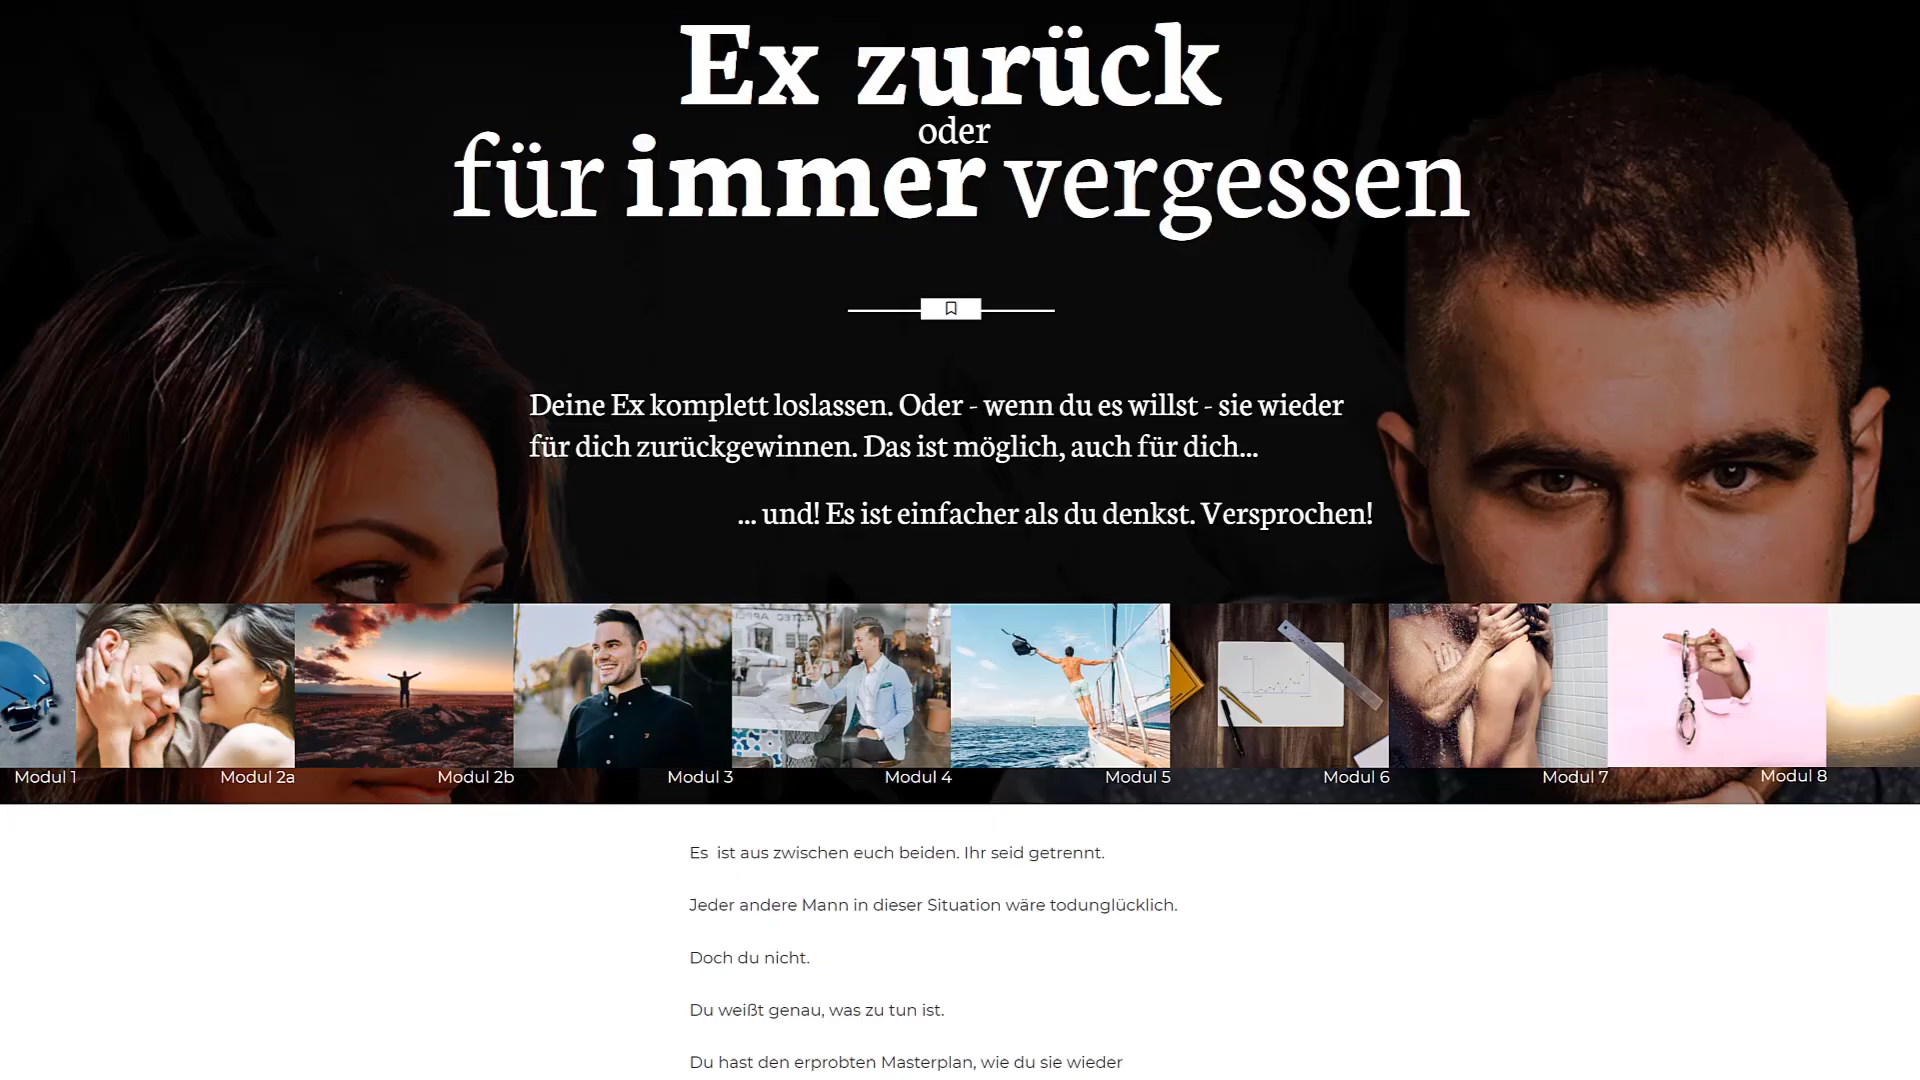 Ex zurück
oder
für immer vergessen
Deine Ex komplett loslassen. Oder - wenn du es willst - sie wieder
für dich zurückgewinnen. Das ist möglich, auch für dich...
... und! Es ist einfacher als du denkst. Versprochen!
Modul 1 Modul 2a Modul 2b Modul 3 Modul 4 Modul 5 Modul 6 Modul 7 Modul 8
Es ist aus zwischen euch beiden. Ihr seid getrennt.
Jeder andere Mann in dieser Situation wäre todunglücklich.
Doch du nicht.
Du weißt genau, was zu tun ist.
Du hast den erprobten Masterplan, wie du sie wieder